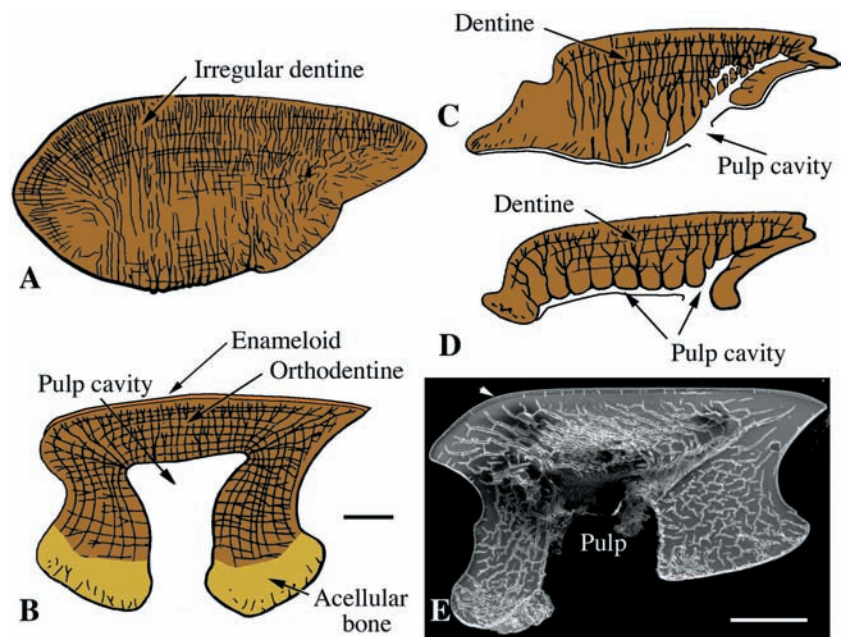 Irregular dentine
A
Dentine
C
Pulp cavity
Dentine
D
Pulp cavity
Enameloid
Orthodentine
Pulp cavity
B
Acellular
bone
Pulp
E